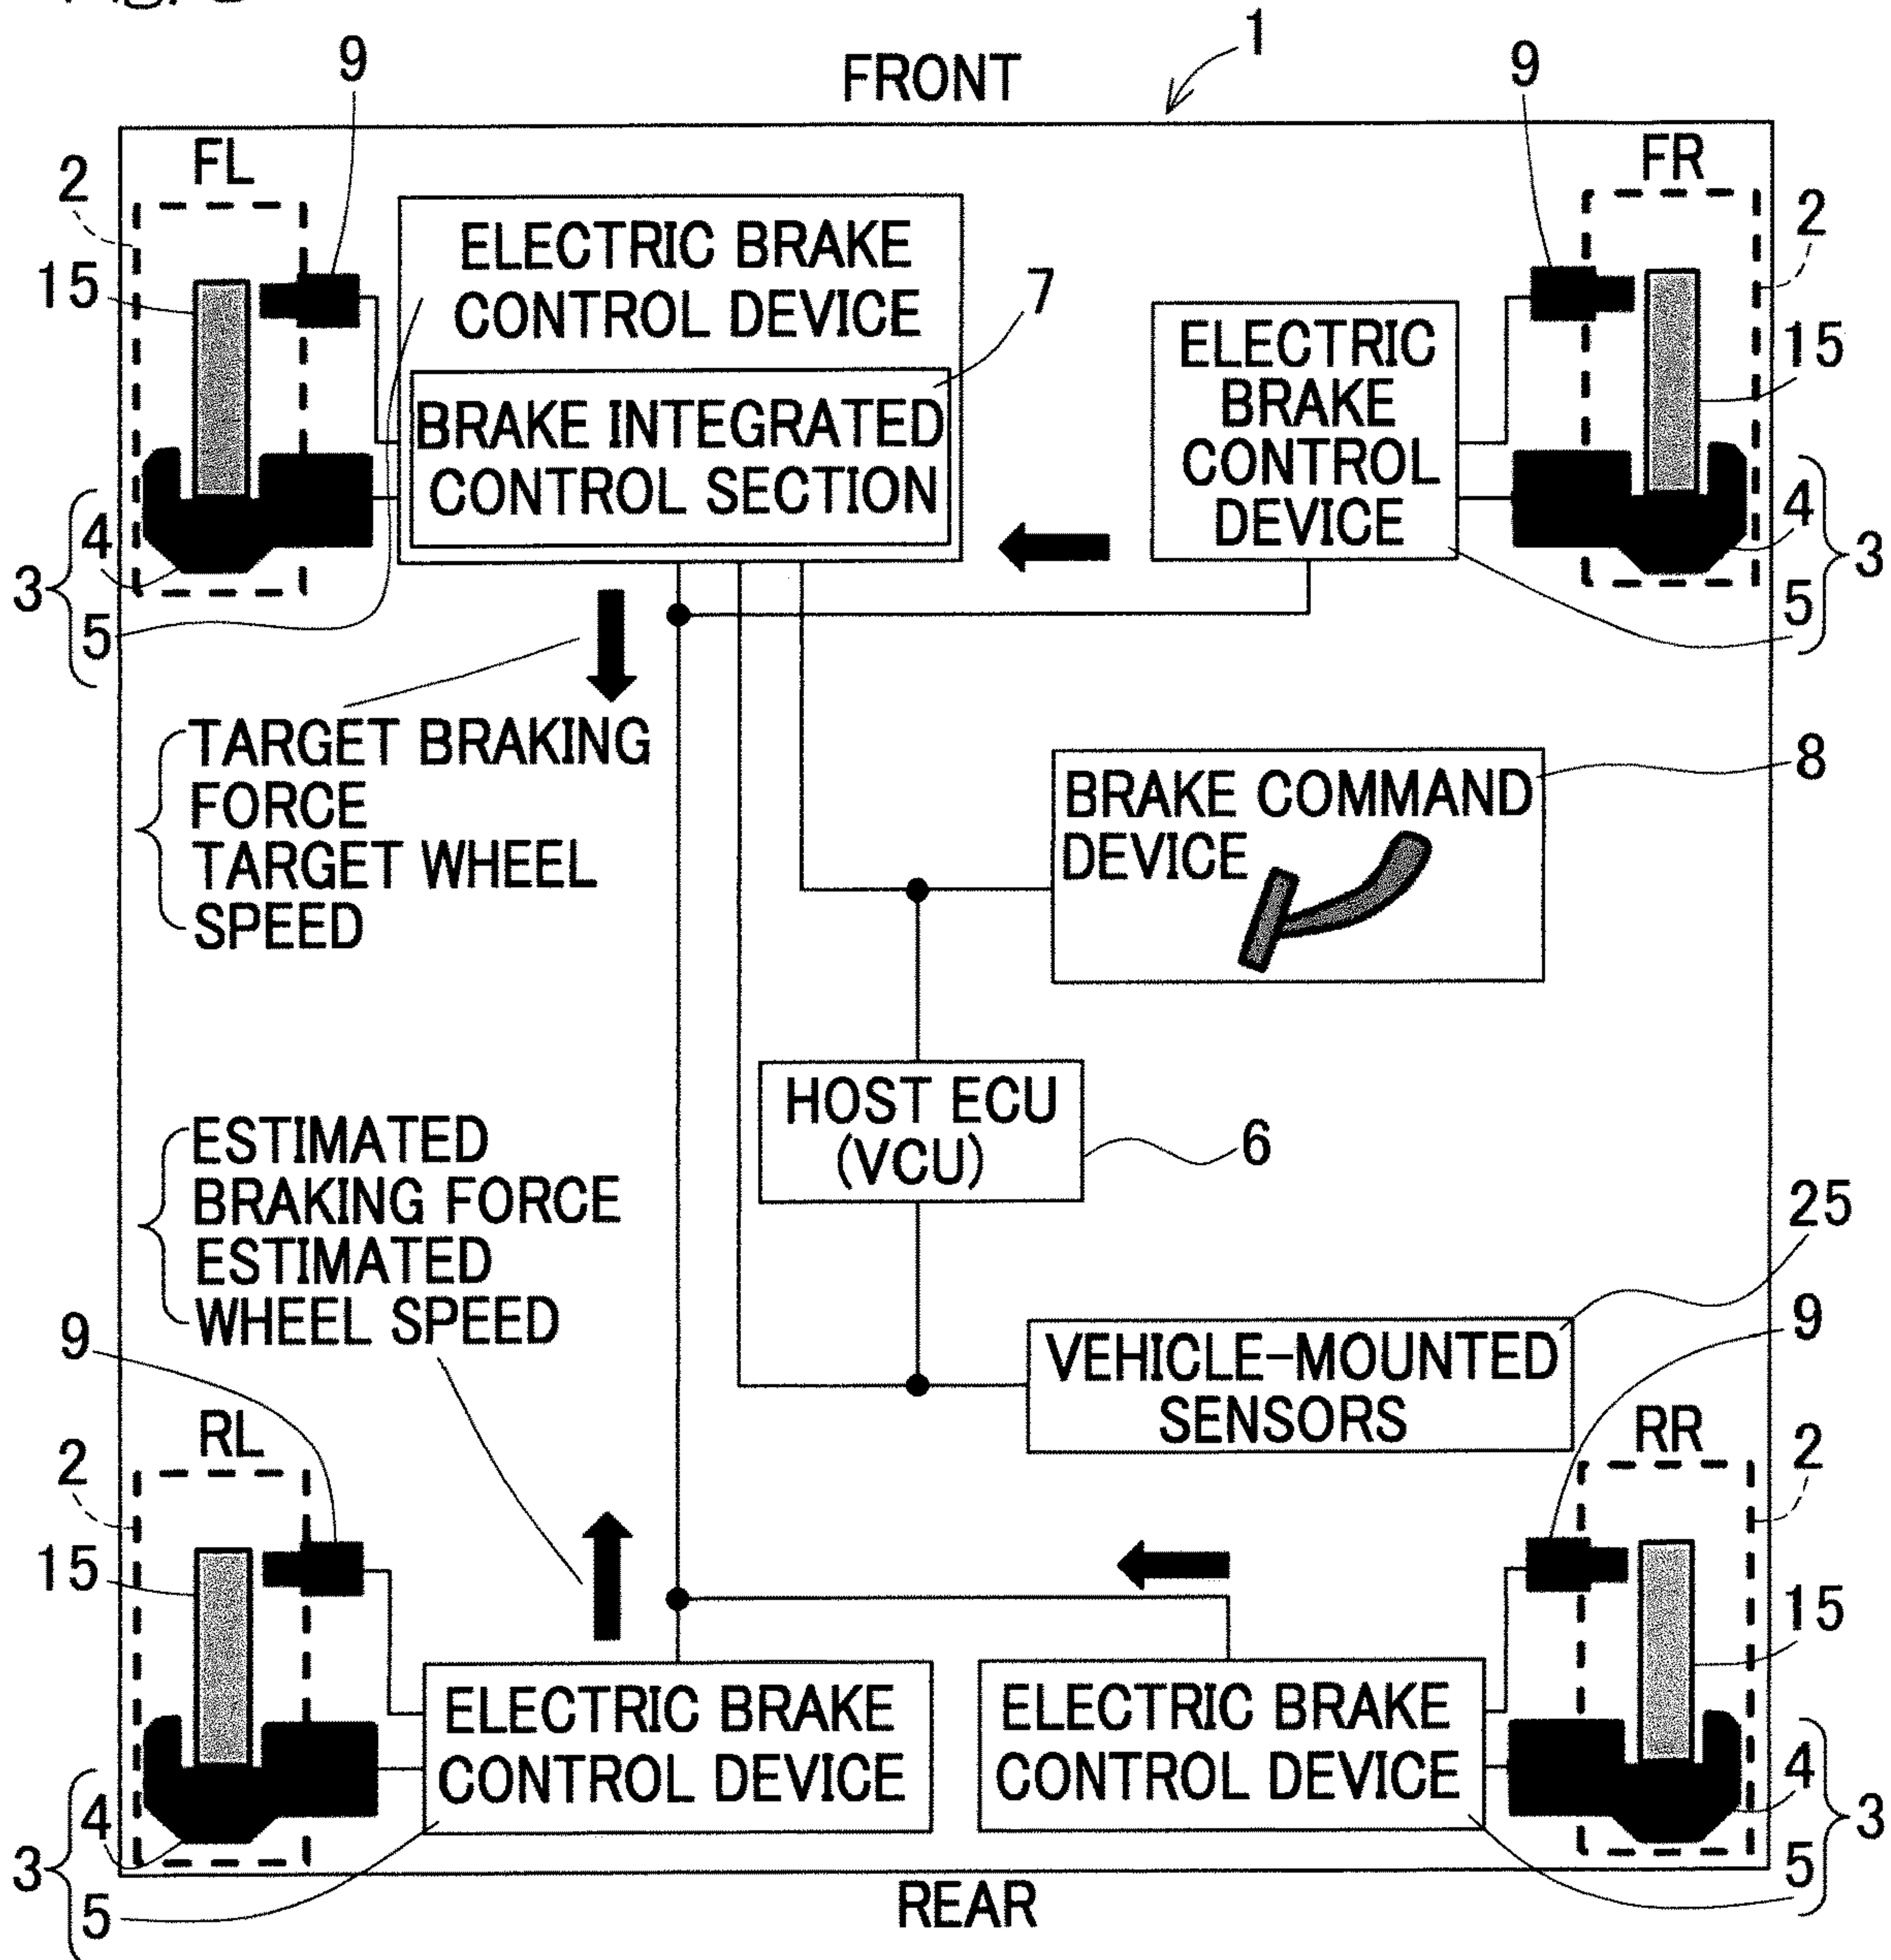 1
9
FRONT
9
FL
FR
2
2
ELECTRIC BRAKE
CONTROL DEVICE
7
15
15
ELECTRIC
BRAKE
CONTROL
DEVICE
BRAKE INTEGRATED
CONTROL SECTION
4
3
5
4
3
5
TARGET BRAKING
FORCE
TARGET WHEEL
SPEED
8
BRAKE COMMAND
DEVICE
HOST ECU
(VCU)
6
ESTIMATED
BRAKING FORCE
ESTIMATED
WHEEL SPEED
25
9
9
VEHICLE-MOUNTED
SENSORS
RL
RR
2
2
15
15
ELECTRIC BRAKE
CONTROL DEVICE
ELECTRIC BRAKE
CONTROL DEVICE
4
3
5
4
3
5
REAR